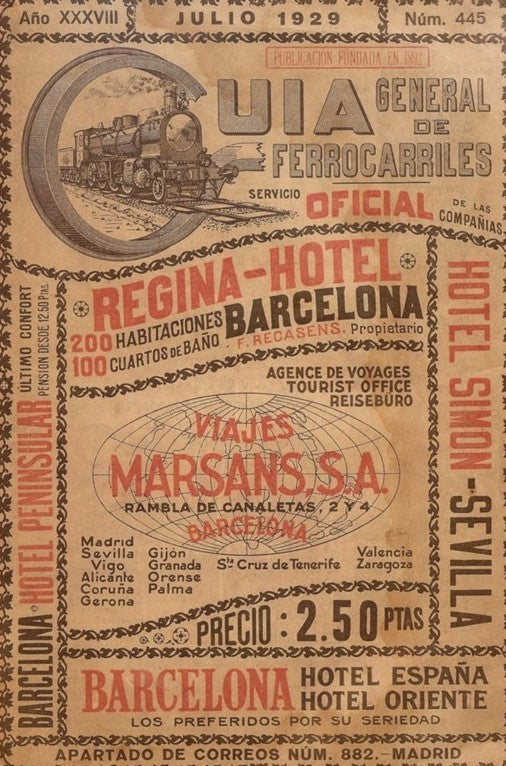 Año XXXVIII
JULIO 1929
Núm. 445
PUBLICACIÓN FUNDADA EN 1892
GUIA GENERAL
DE
FERROCARRILES
SERVICIO OFICIAL DE LAS
COMPAÑIAS
REGINA-HOTEL
200 HABITACIONES BARCELONA
100 CUARTOS DE BAÑO · F. RECASENS. Propietario
BARCELONA · HOTEL PENINSULAR
ÚLTIMO CONFORT
PENSION DESDE 12.50 Ptas.
HOTEL SIMON-SEVILLA
AGENCE DE VOYAGES
TOURIST OFFICE
REISEBÜRO
VIAJES
MARSANS, S.A.
RAMBLA DE CANALETAS, 2 Y 4
BARCELONA
Madrid
Sevilla
Vigo
Alicante
Coruña
Gerona
Gijón
Granada
Orense
Palma
Sta Cruz de Tenerife
Valencia
Zaragoza
PRECIO: 2.50 PTAS
BARCELONA HOTEL ESPAÑA
HOTEL ORIENTE
LOS PREFERIDOS POR SU SERIEDAD
APARTADO DE CORREOS NÚM. 882.-MADRID